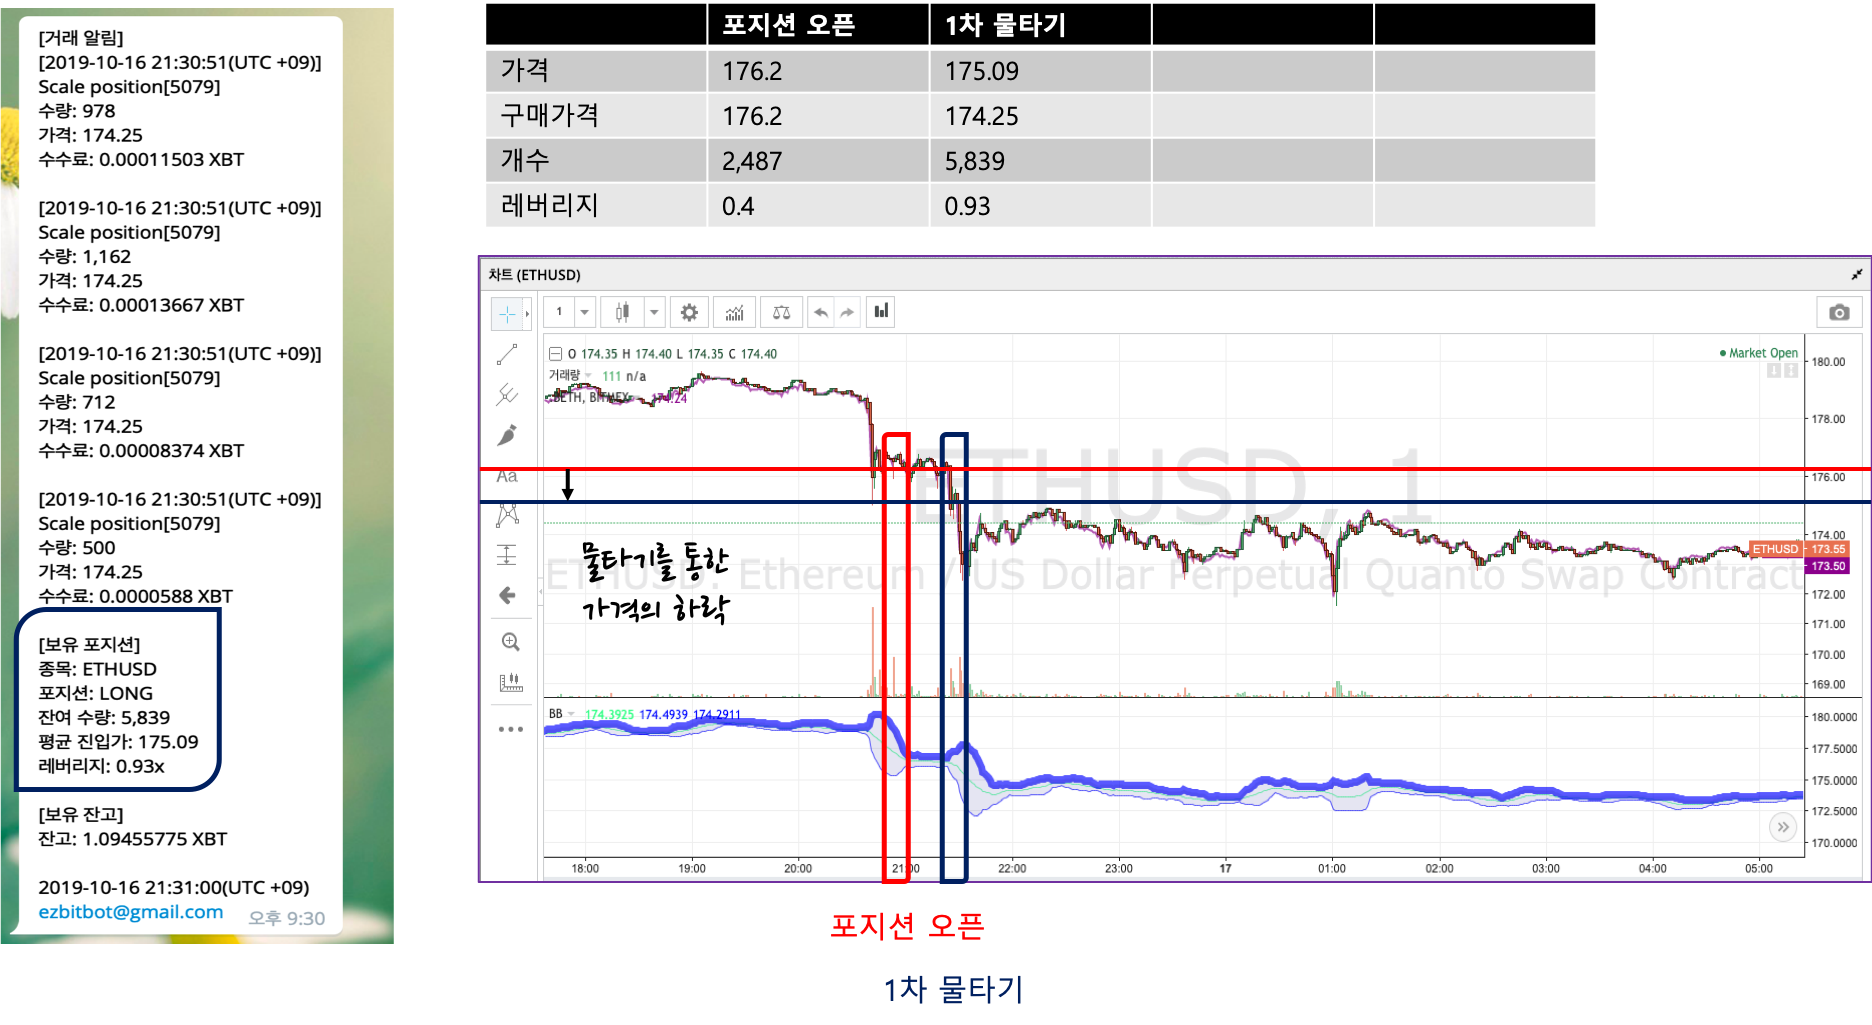 [거래 알림]
[2019-10-16 21:30:51(UTC +09)]
Scale position[5079]
수량: 978
가격: 174.25
수수료: 0.00011503 XBT
[2019-10-16 21:30:51(UTC +09)]
Scale position[5079]
수량: 1,162
가격: 174.25
수수료: 0.00013667 XBT
[2019-10-16 21:30:51(UTC +09)]
Scale position[5079]
수량: 712
가격: 174.25
수수료: 0.00008374 XBT
[2019-10-16 21:30:51(UTC +09)]
Scale position[5079]
수량: 500
가격: 174.25
수수료: 0.0000588 XBT
[보유 포지션]
종목: ETHUSD
포지션: LONG
잔여 수량: 5,839
평균 진입가: 175.09
레버리지: 0.93x
[보유 잔고]
잔고: 1.09455775 XBT
2019-10-16 21:31:00(UTC +09)
ezbitbot@gmail.com 오후 9:30
포지션 오픈 1차 물타기
가격 176.2 175.09
구매가격 176.2 174.25
개수 2,487 5,839
레버리지 0.4 0.93
차트 (ETHUSD)
1
O 174.35 H 174.40 L 174.35 C 174.40
Market Open
거래량 111 n/a
.BETH, BITMEX 174.24
Aa
ETHUSD, 1
ETHUSD: Ethereum / US Dollar Perpetual Quanto Swap Contract
물타기를 통한
가격의 하락
180.00
178.00
176.00
174.00
ETHUSD 173.55
173.50
172.00
171.00
170.00
169.00
BB 174.3925 174.4939 174.2911
180.0000
177.5000
175.0000
172.5000
170.0000
18:00 19:00 20:00 21:00 22:00 23:00 17 01:00 02:00 03:00 04:00 05:00
포지션 오픈
1차 물타기